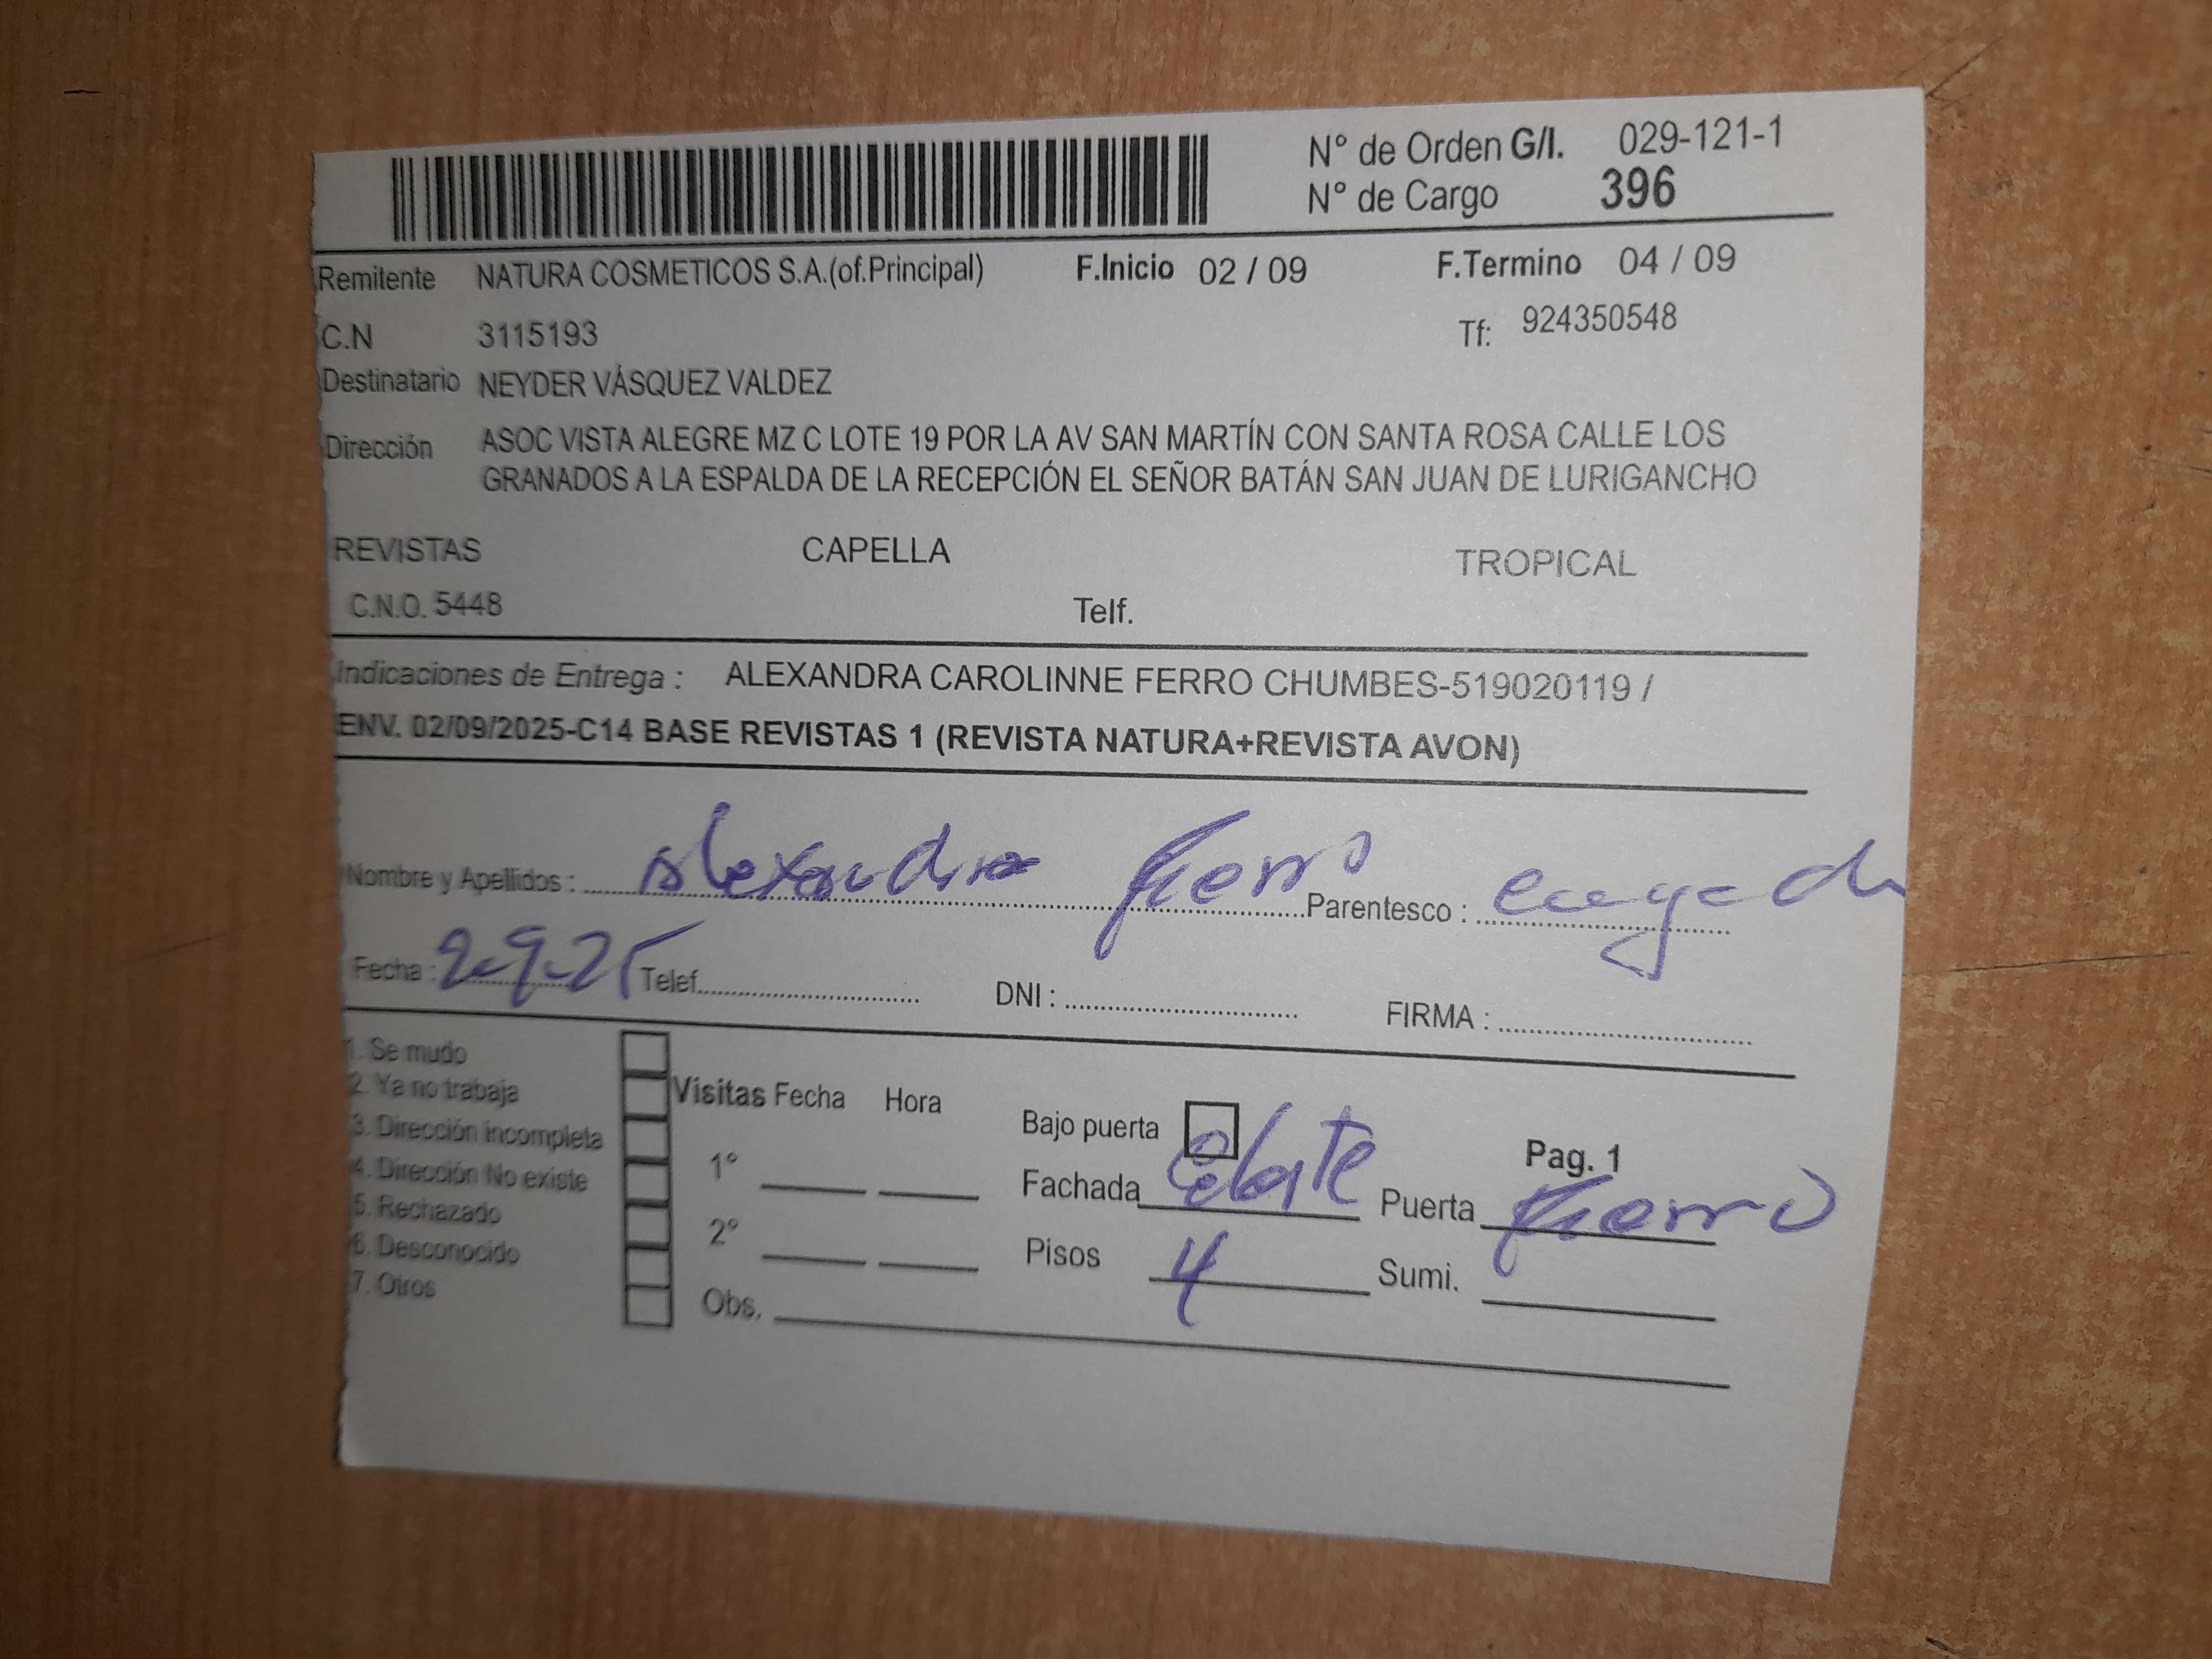 N° de Orden G/I. 029-121-1
N° de Cargo 396
Remitente NATURA COSMETICOS S.A.(of.Principal) F.Inicio 02 / 09 F.Termino 04 / 09
C.N 3115193 Tf: 924350548
Destinatario NEYDER VÁSQUEZ VALDEZ
Dirección ASOC VISTA ALEGRE MZ C LOTE 19 POR LA AV SAN MARTÍN CON SANTA ROSA CALLE LOS
GRANADOS A LA ESPALDA DE LA RECEPCIÓN EL SEÑOR BATÁN SAN JUAN DE LURIGANCHO
REVISTAS CAPELLA TROPICAL
C.N.O. 5448 Telf.
Indicaciones de Entrega : ALEXANDRA CAROLINNE FERRO CHUMBES-519020119 /
ENV. 02/09/2025-C14 BASE REVISTAS 1 (REVISTA NATURA+REVISTA AVON)
Nombre y Apellidos : Alexandra Fierro Parentesco :
Fecha : 2-9-25 Telef. DNI : FIRMA :
1. Se mudo
2. Ya no trabaja Visitas Fecha Hora
3. Dirección incompleta Bajo puerta Pag. 1
4. Dirección No existe 1° Fachada Celeste Puerta Fierro
5. Rechazado
6. Desconocido 2° Pisos 4 Sumi.
7. Otros Obs.